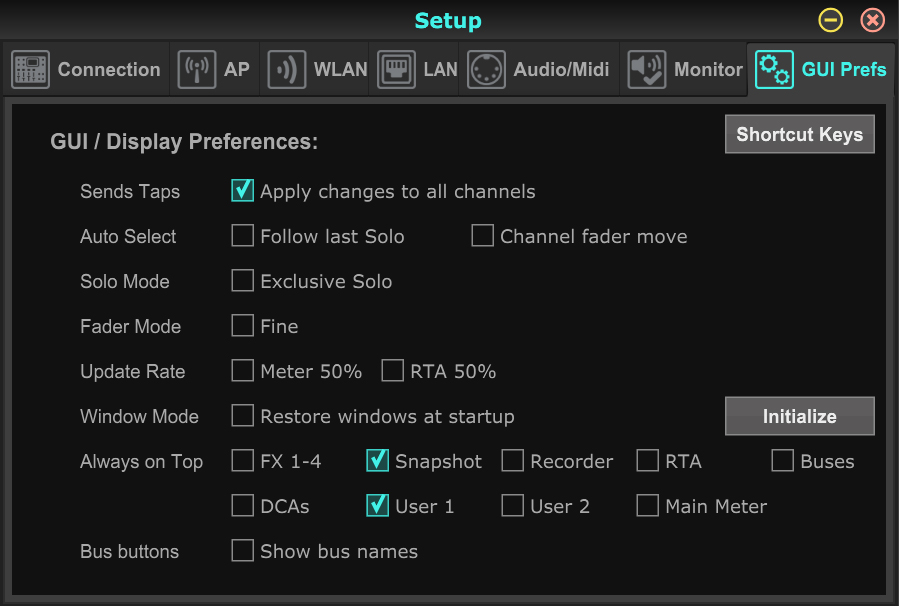 Setup
Connection AP WLAN LAN Audio/Midi Monitor GUI Prefs
GUI / Display Preferences: Shortcut Keys
Sends Taps Apply changes to all channels
Auto Select Follow last Solo Channel fader move
Solo Mode Exclusive Solo
Fader Mode Fine
Update Rate Meter 50% RTA 50%
Window Mode Restore windows at startup Initialize
Always on Top FX 1-4 Snapshot Recorder RTA Buses
DCAs User 1 User 2 Main Meter
Bus buttons Show bus names